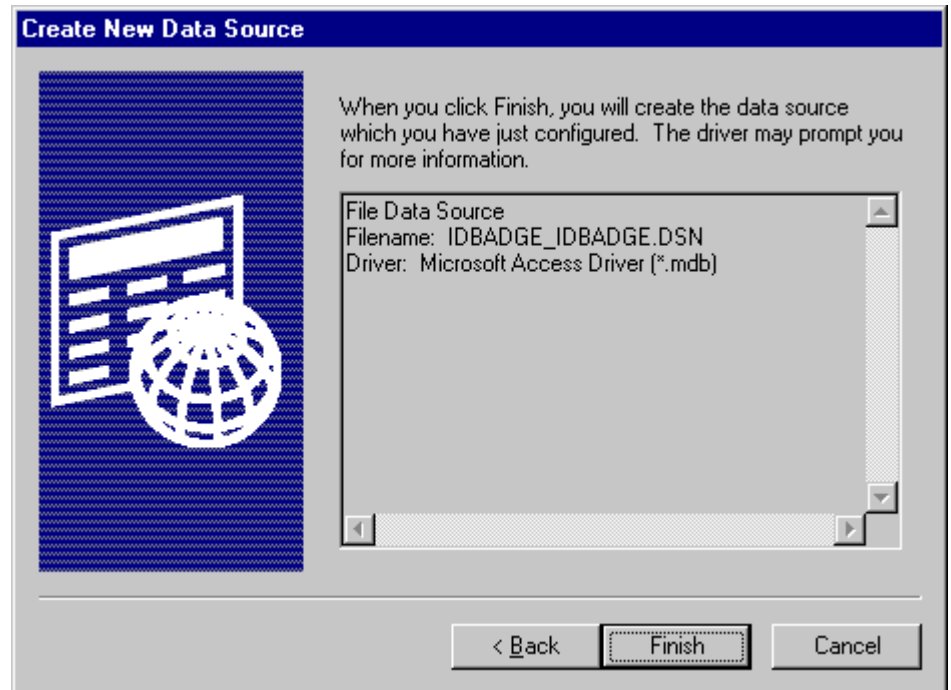 Create New Data Source
When you click Finish, you will create the data source
which you have just configured.  The driver may prompt you
for more information.
File Data Source
Filename:  IDBADGE_IDBADGE.DSN
Driver:  Microsoft Access Driver (*.mdb)
< Back
Finish
Cancel